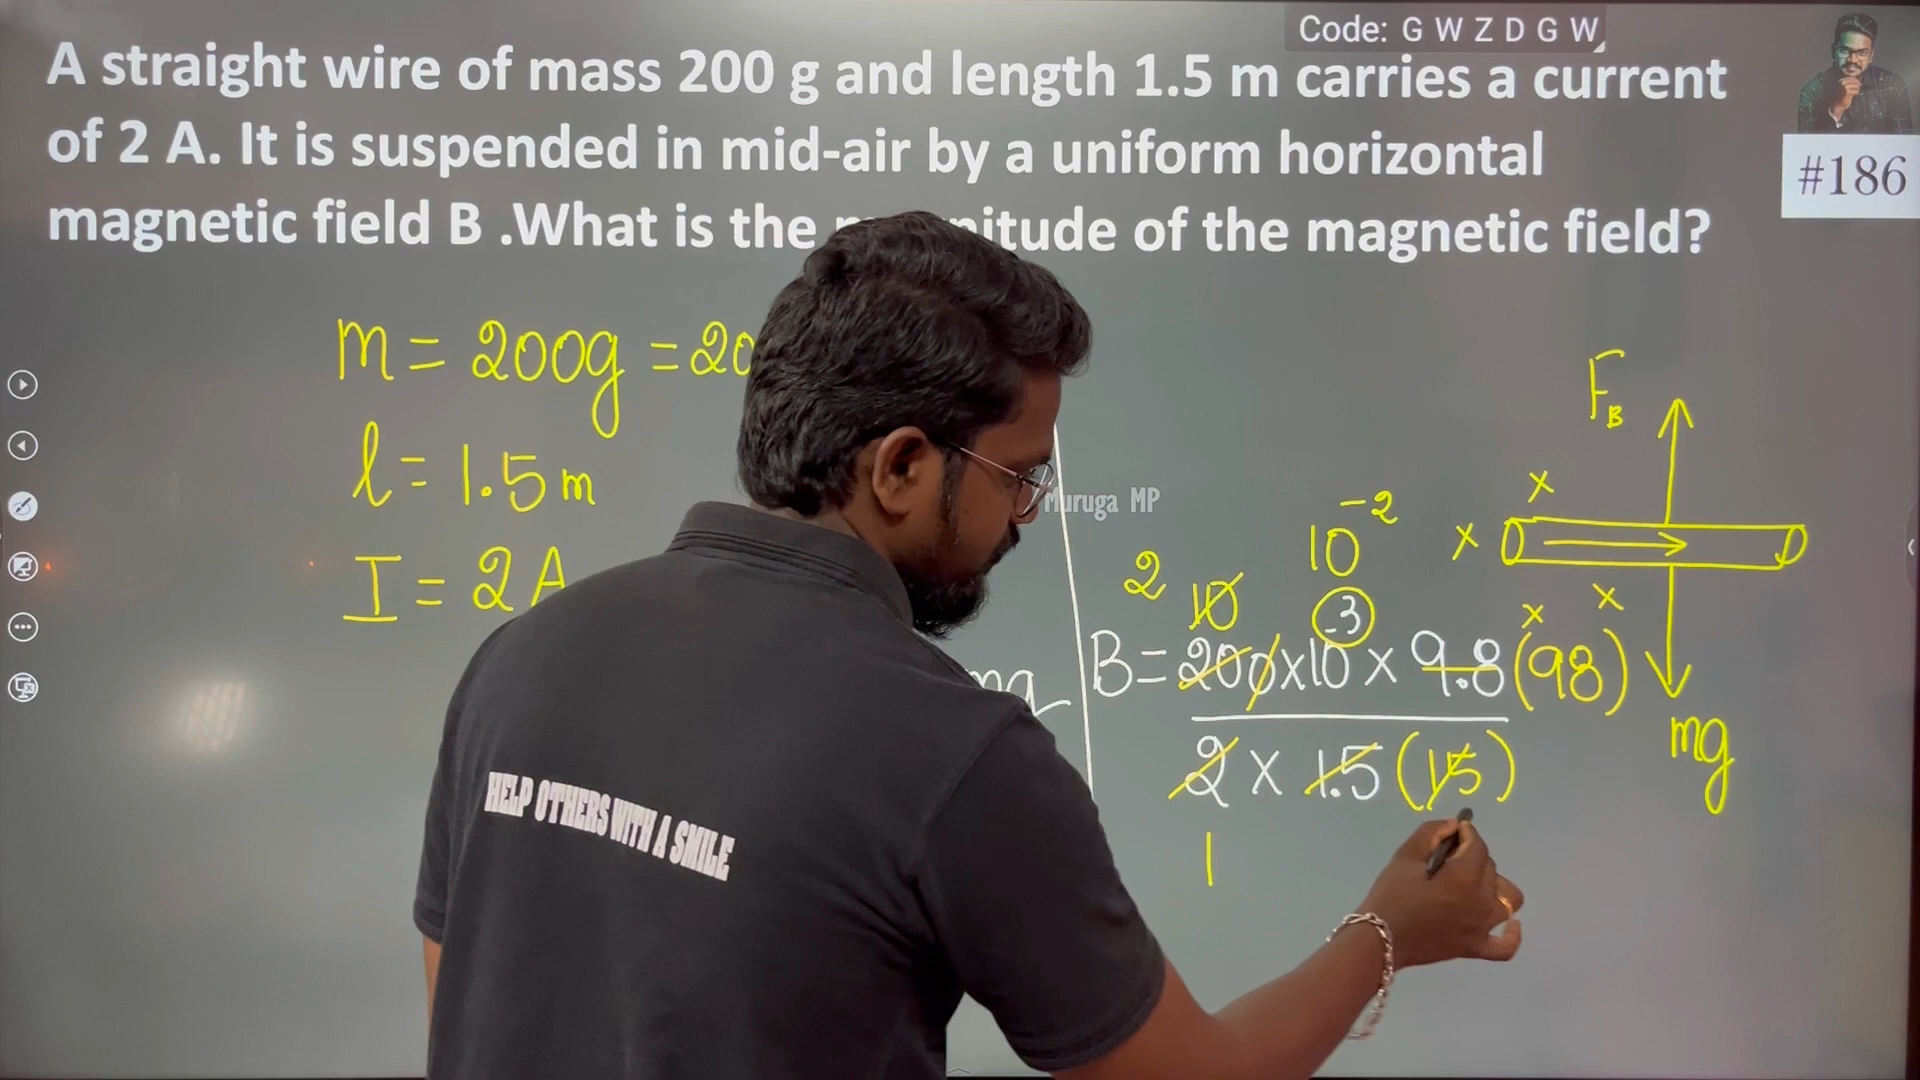 Code: G W Z D G W
A straight wire of mass 200 g and length 1.5 m carries a current
of 2 A. It is suspended in mid-air by a uniform horizontal
magnetic field B .What is the nitude of the magnetic field?
#186
m = 200g = 20
l = 1.5 m
I = 2 A
mg
Muruga MP
2 10 10⁻²
B = 200 x 10⁻³ x 9.8 (98)
2 x 1.5 (15)
1
F_B
x
x
x x
mg
HELP OTHERS WITH A SMILE